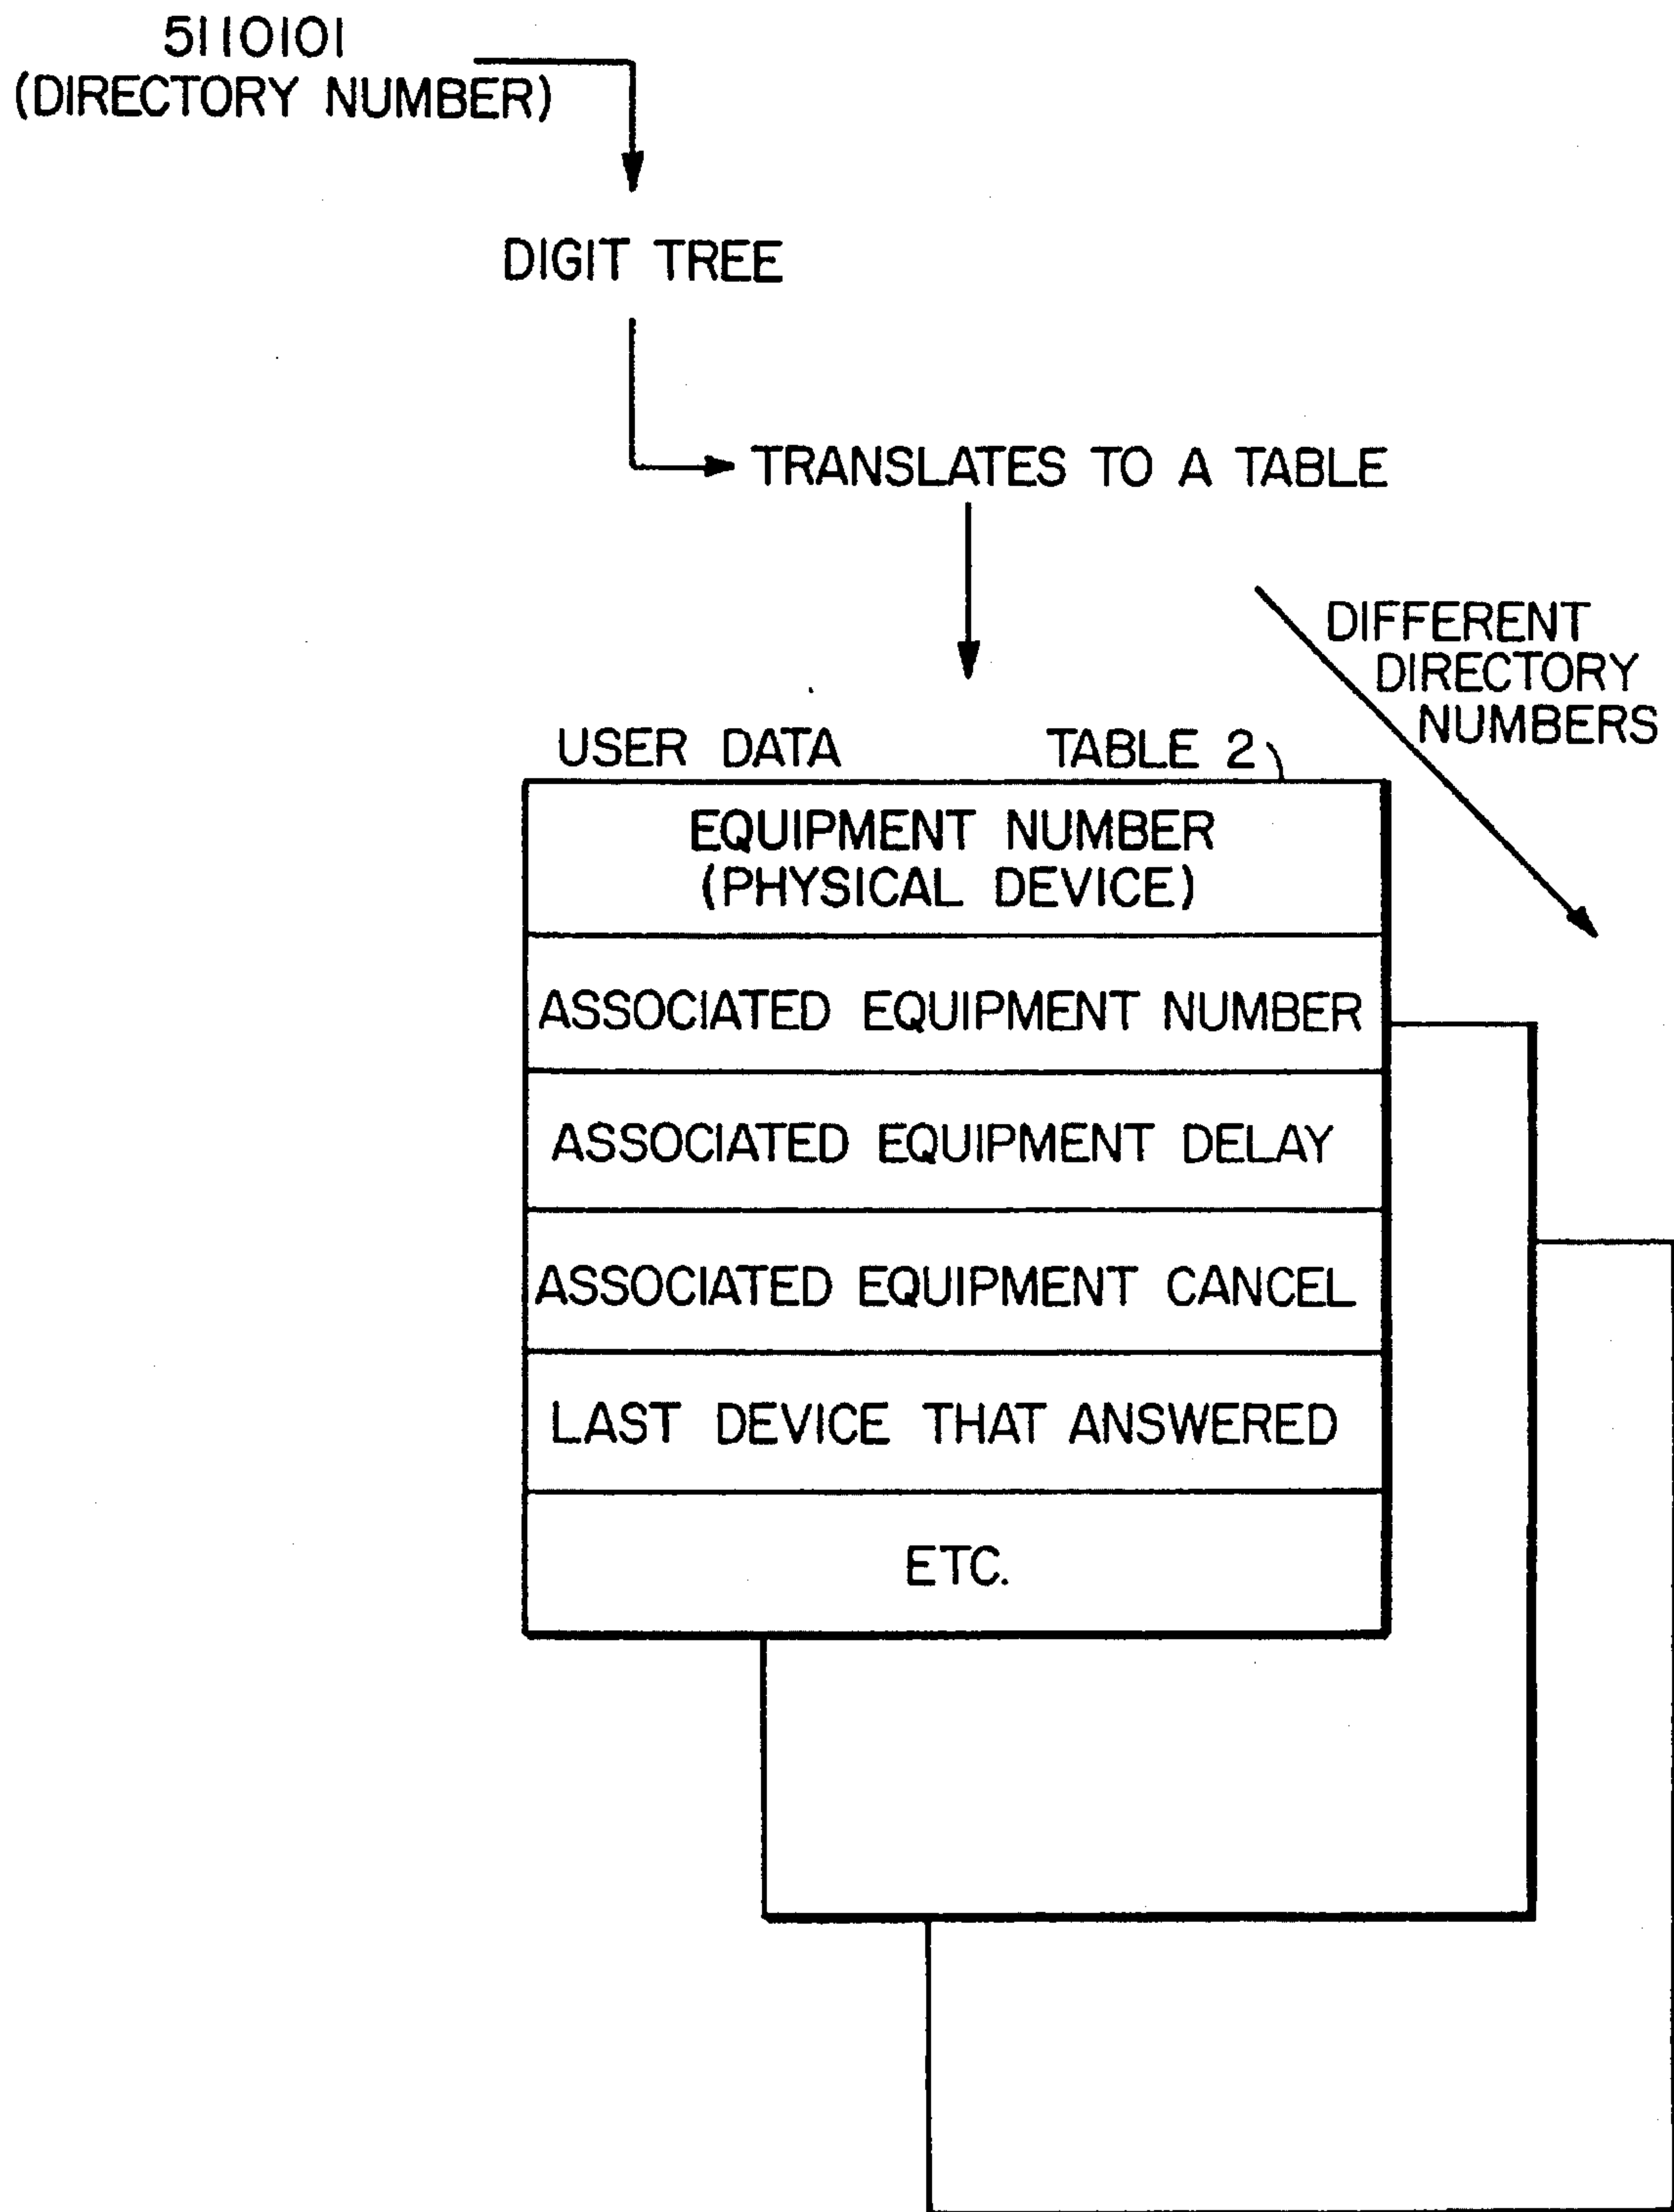 5110101
(DIRECTORY NUMBER)
DIGIT TREE
TRANSLATES TO A TABLE
DIFFERENT
DIRECTORY
NUMBERS
USER DATA TABLE 2
EQUIPMENT NUMBER
(PHYSICAL DEVICE)
ASSOCIATED EQUIPMENT NUMBER
ASSOCIATED EQUIPMENT DELAY
ASSOCIATED EQUIPMENT CANCEL
LAST DEVICE THAT ANSWERED
ETC.